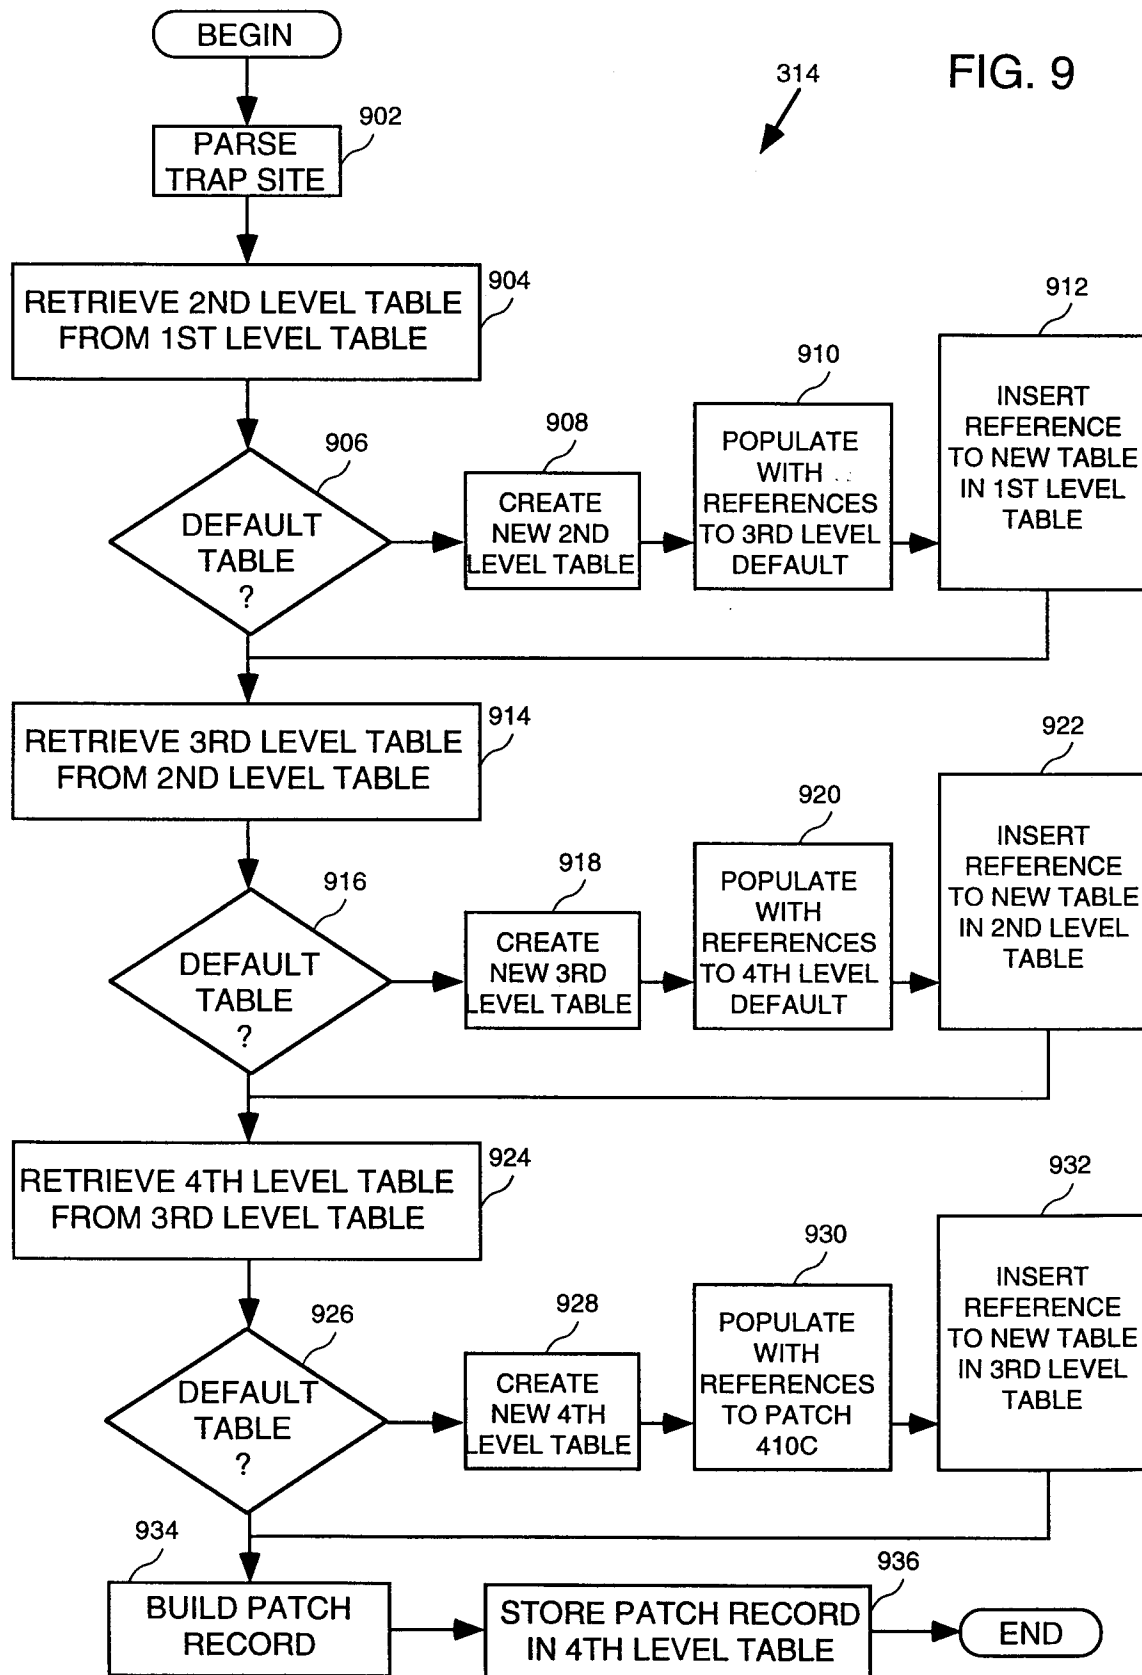 BEGIN
FIG. 9
314
902
PARSE
TRAP SITE
904
RETRIEVE 2ND LEVEL TABLE
FROM 1ST LEVEL TABLE
906
DEFAULT
TABLE
?
908
CREATE
NEW 2ND
LEVEL TABLE
910
POPULATE
WITH
REFERENCES
TO 3RD LEVEL
DEFAULT
912
INSERT
REFERENCE
TO NEW TABLE
IN 1ST LEVEL
TABLE
914
RETRIEVE 3RD LEVEL TABLE
FROM 2ND LEVEL TABLE
916
DEFAULT
TABLE
?
918
CREATE
NEW 3RD
LEVEL TABLE
920
POPULATE
WITH
REFERENCES
TO 4TH LEVEL
DEFAULT
922
INSERT
REFERENCE
TO NEW TABLE
IN 2ND LEVEL
TABLE
924
RETRIEVE 4TH LEVEL TABLE
FROM 3RD LEVEL TABLE
926
DEFAULT
TABLE
?
928
CREATE
NEW 4TH
LEVEL TABLE
930
POPULATE
WITH
REFERENCES
TO PATCH
410C
932
INSERT
REFERENCE
TO NEW TABLE
IN 3RD LEVEL
TABLE
934
BUILD PATCH
RECORD
936
STORE PATCH RECORD
IN 4TH LEVEL TABLE
END